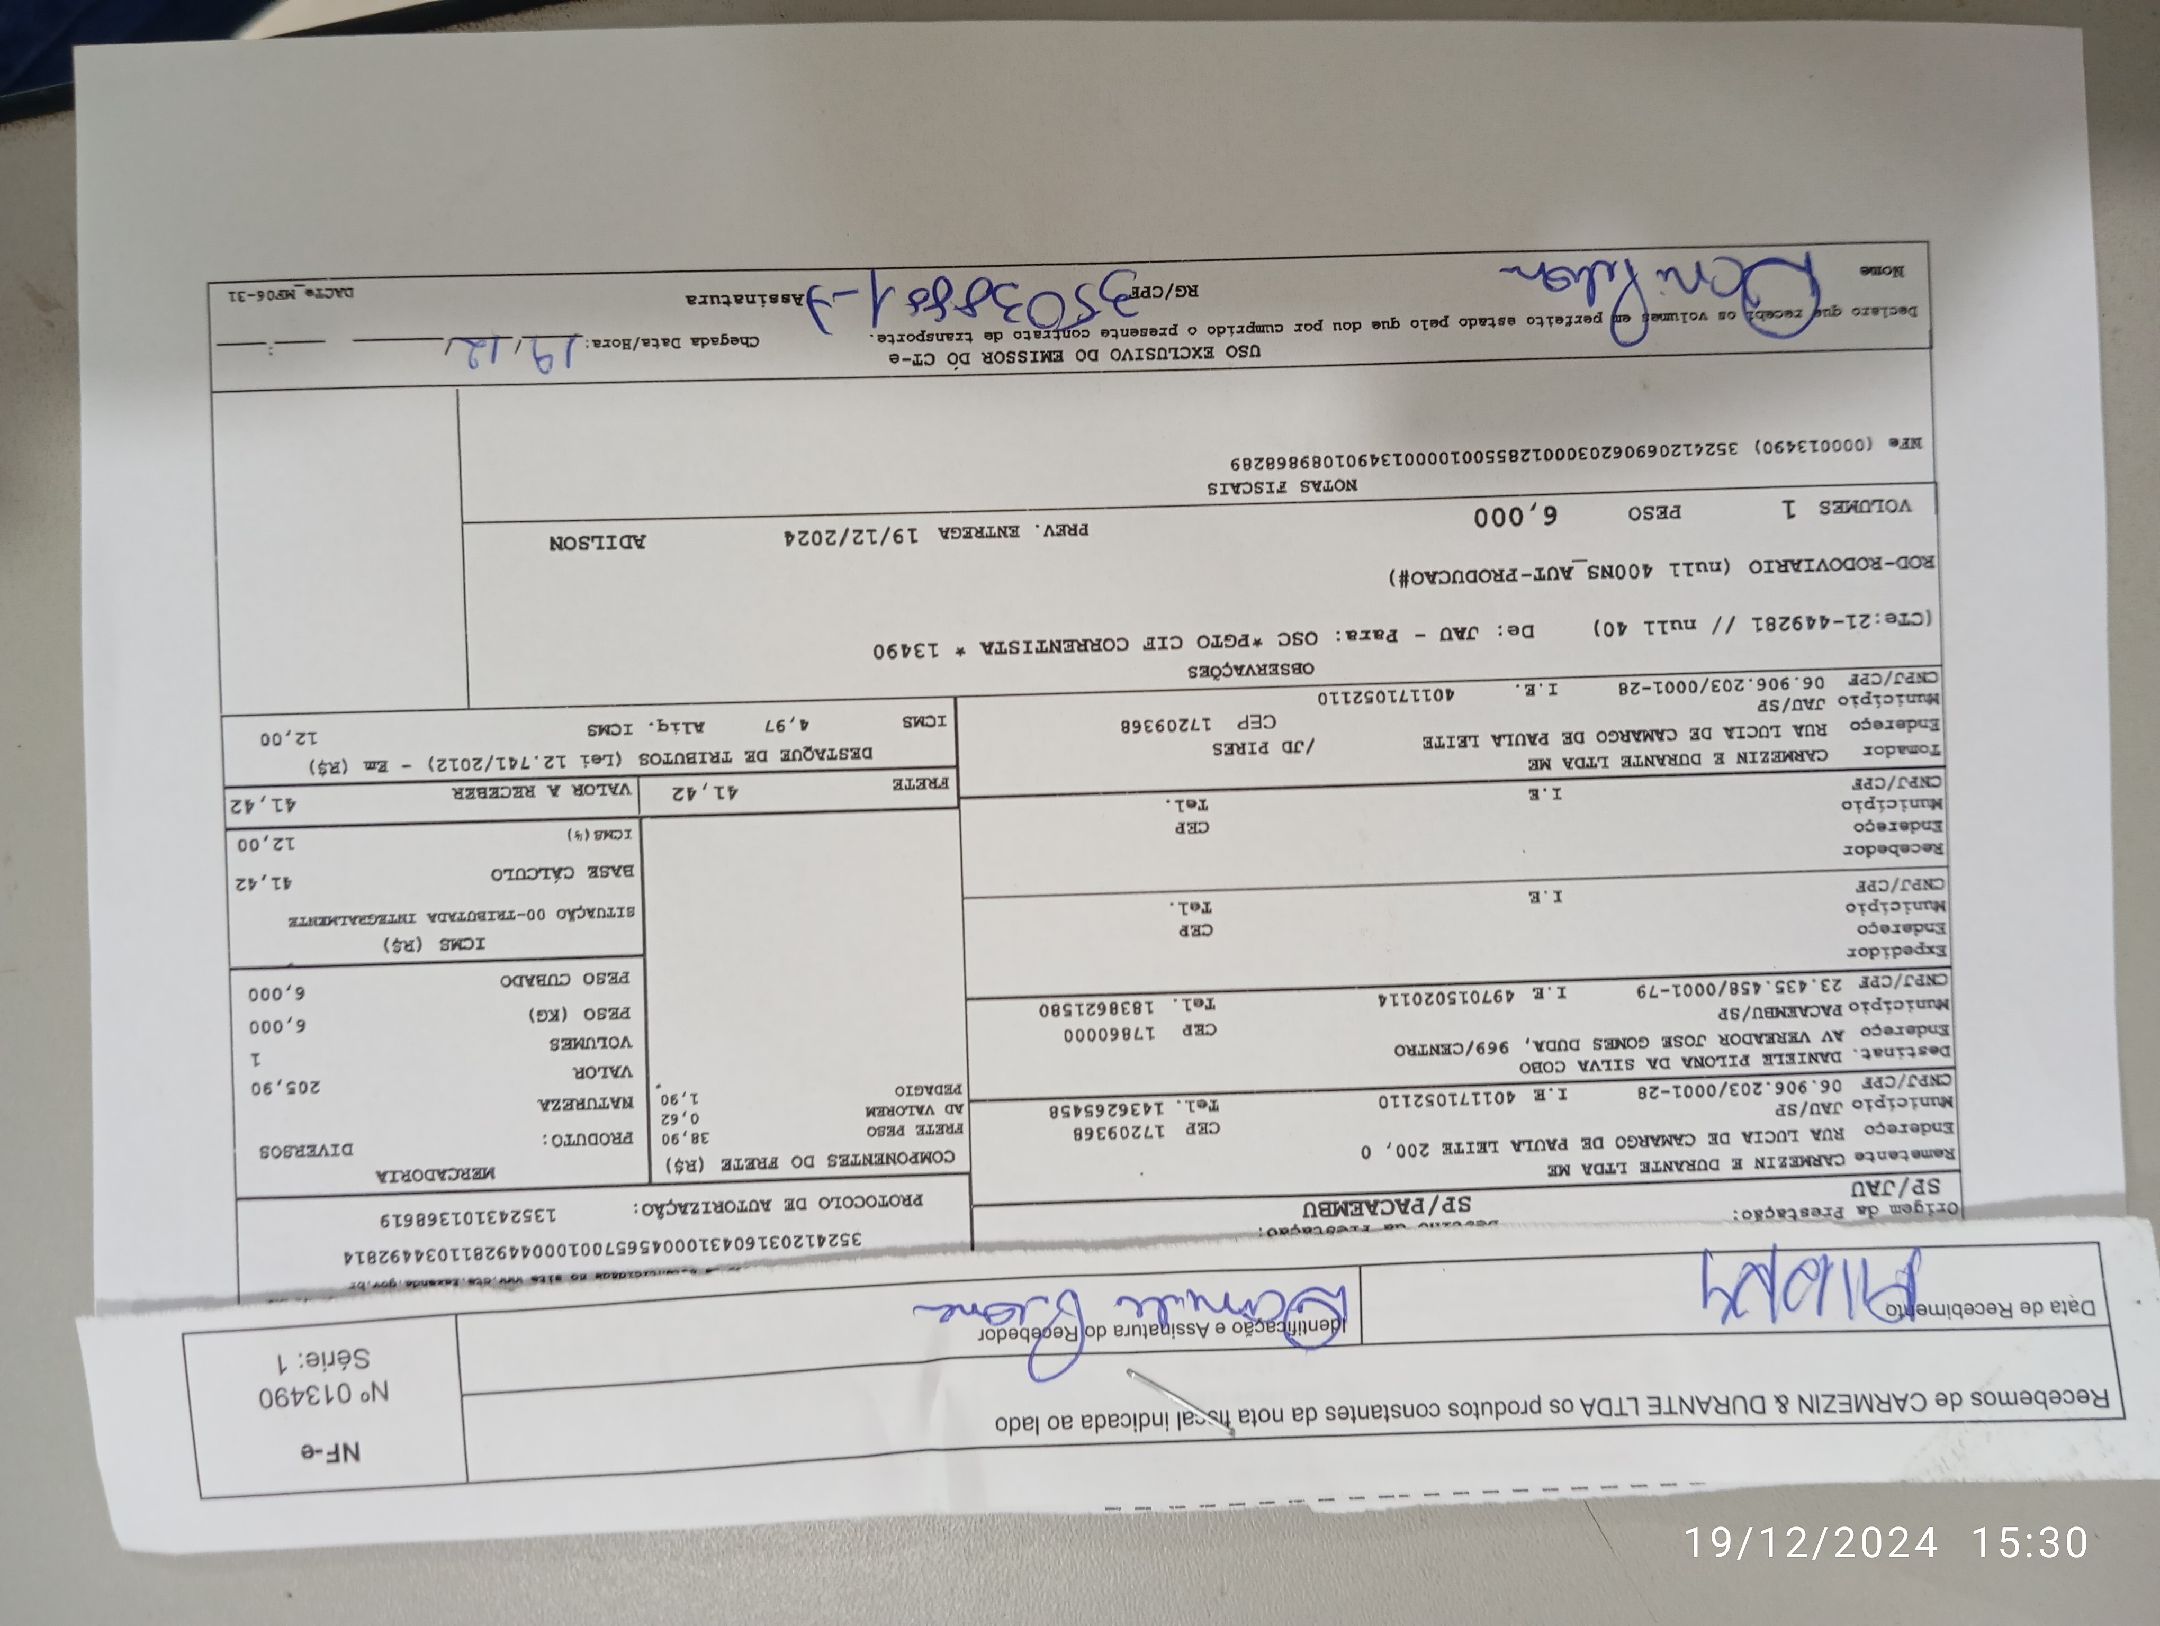 Recebemos de CARMEZIN & DURANTE LTDA os produtos constantes da nota fiscal indicada ao lado
NF-e
Nº 013490
Série: 1
Data de Recebimento
Identificação e Assinatura do Recebedor
35241203160431000456570010004492811034492814
PROTOCOLO DE AUTORIZAÇÃO: 135243101368619
Origem da Prestação:
SP/JAU SP/PACAEMBU
Remetente CARMEZIN E DURANTE LTDA ME
Endereço RUA LUCIA DE CAMARGO DE PAULA LEITE 200, 0
Município JAU/SP CEP 17209368
CNPJ/CPF 06.906.203/0001-28 I.E 401171052110 Tel. 1436265458
Destinat. DANIELE PILONA DA SILVA COBO
Endereço AV VEREADOR JOSE GOMES DUDA, 969/CENTRO
Município PACAEMBU/SP CEP 17860000
CNPJ/CPF 23.435.458/0001-79 I.E 497015020114 Tel. 1838621580
Expedidor
Endereço
Município CEP
CNPJ/CPF I.E Tel.
Recebedor
Endereço
Município CEP
CNPJ/CPF I.E Tel.
Tomador CARMEZIN E DURANTE LTDA ME
Endereço RUA LUCIA DE CAMARGO DE PAULA LEITE /JD PIRES
Município JAU/SP CEP 17209368
CNPJ/CPF 06.906.203/0001-28 I.E. 401171052110
COMPONENTES DO FRETE (R$)
FRETE PESO 38,90
AD VALOREM 0,62
PEDAGIO 1,90
MERCADORIA
PRODUTO: DIVERSOS
NATUREZA
VALOR 205,90
VOLUMES 1
PESO (KG) 6,000
PESO CUBADO 6,000
ICMS (R$)
SITUAÇÃO 00-TRIBUTADA INTEGRALMENTE
BASE CÁLCULO 41,42
ICMS(%) 12,00
FRETE 41,42 VALOR A RECEBER 41,42
DESTAQUE DE TRIBUTOS (Lei 12.741/2012) - Em (R$)
ICMS 4,97 Aliq. ICMS 12,00
OBSERVAÇÕES
(CTe:21-449281 // null 40) De: JAU - Para: OSC *PGTO CIF CORRENTISTA * 13490
ROD-RODOVIARIO (null 400NS_AUT-PRODUCAO#)
VOLUMES 1 PESO 6,000 PREV. ENTREGA 19/12/2024 ADILSON
NOTAS FISCAIS
NFe (000013490) 35241206906203000128550010000134901089868289
USO EXCLUSIVO DO EMISSOR DO CT-e
Declaro que recebi os volumes em perfeito estado pelo que dou por cumprido o presente contrato de transporte.
Chegada Data/Hora: 19/12/ :
Nome RG/CPF Assinatura
DACTe_MP06-31
19/12/2024 15:30